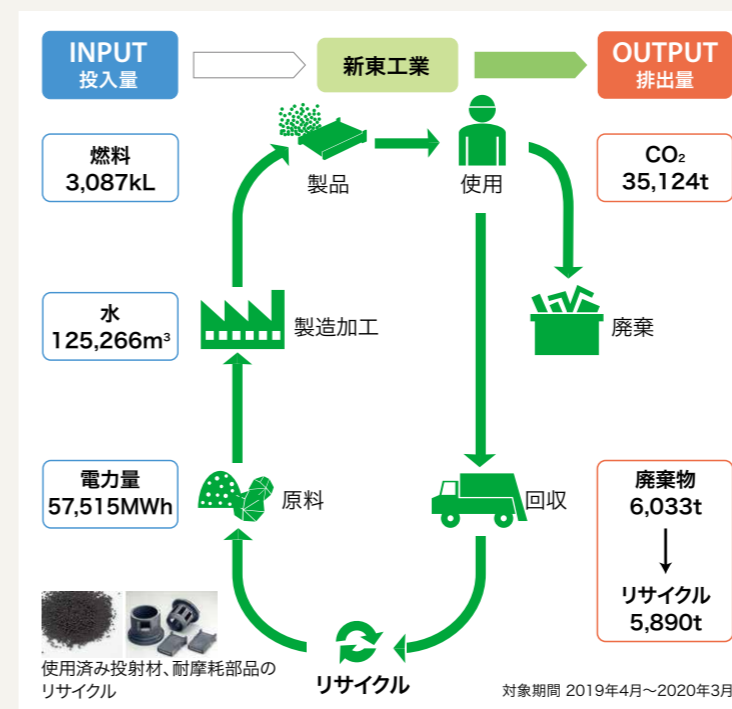 INPUT
投入量
新東工業
OUTPUT
排出量
燃料
3,087kL
製品
使用
CO₂
35,124t
水
125,266m³
製造加工
廃棄
電力量
57,515MWh
原料
回収
廃棄物
6,033t
リサイクル
5,890t
使用済み投射材、耐摩耗部品の
リサイクル
リサイクル
対象期間 2019年4月〜2020年3月